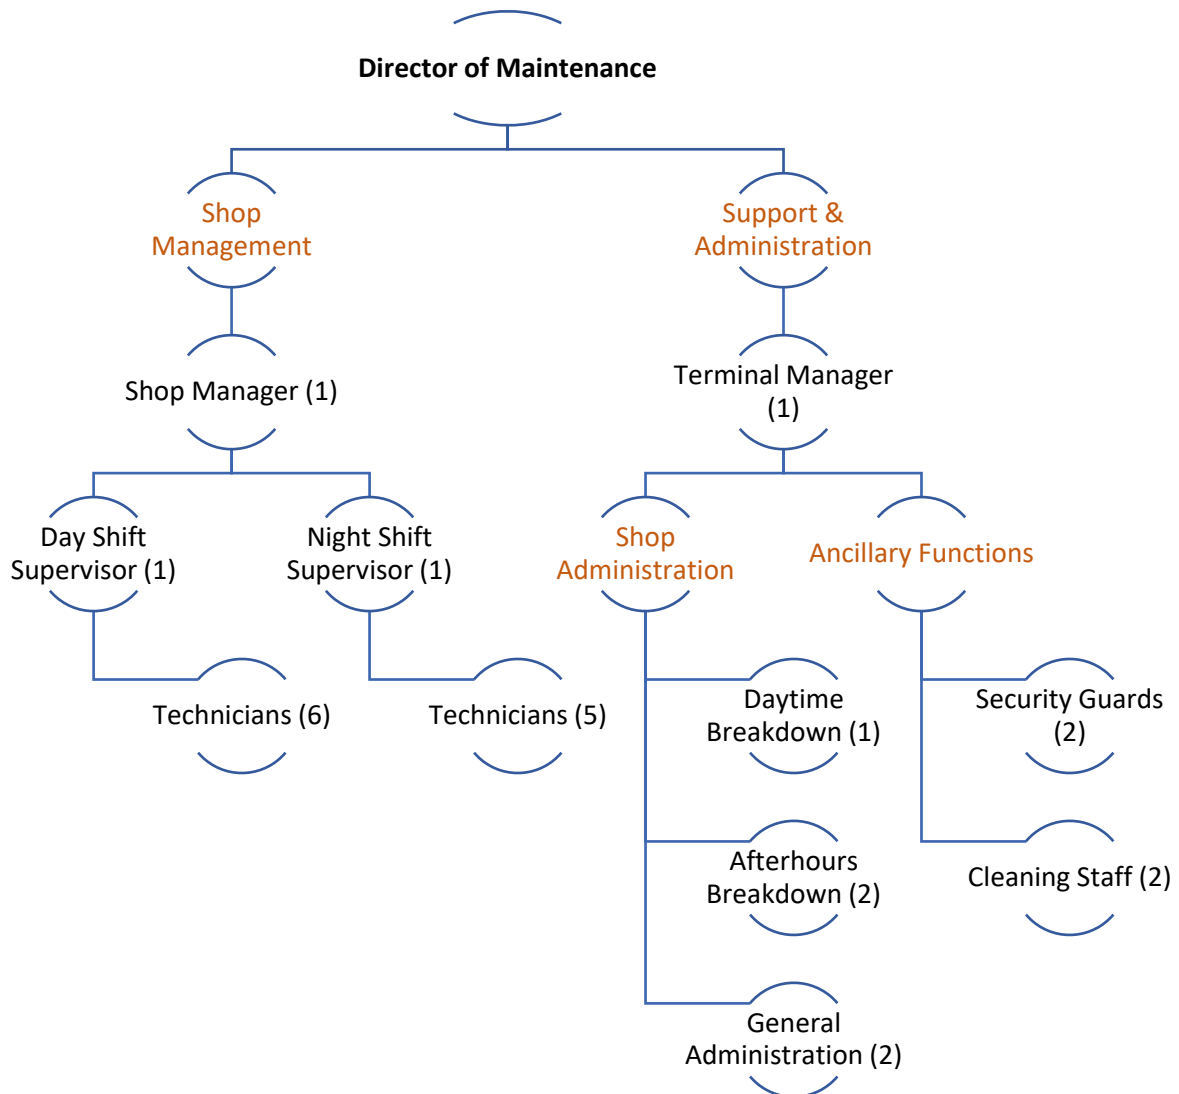 Director of Maintenance
Shop
Management
Support &
Administration
Shop Manager (1)
Terminal Manager
(1)
Day Shift
Supervisor (1)
Night Shift
Supervisor (1)
Shop
Administration
Ancillary Functions
Technicians (6)
Technicians (5)
Daytime
Breakdown (1)
Security Guards
(2)
Afterhours
Breakdown (2)
Cleaning Staff (2)
General
Administration (2)